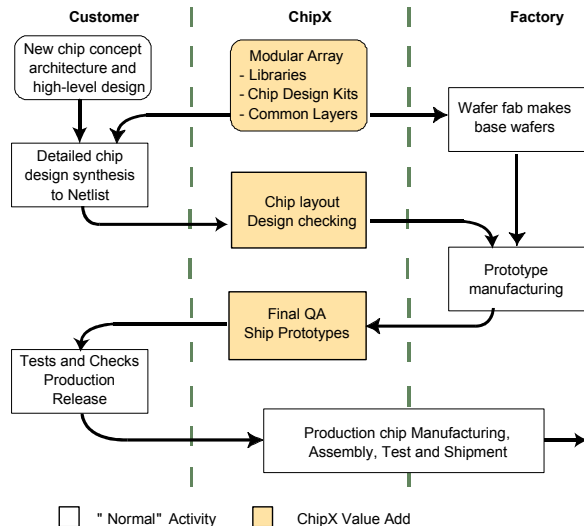 Customer
ChipX
Factory
New chip concept
architecture and
high-level design
Modular Array
- Libraries
- Chip Design Kits
- Common Layers
Wafer fab makes
base wafers
Detailed chip
design synthesis
to Netlist
Chip layout
Design checking
Prototype
manufacturing
Final QA
Ship Prototypes
Tests and Checks
Production
Release
Production chip Manufacturing,
Assembly, Test and Shipment
" Normal" Activity
ChipX Value Add